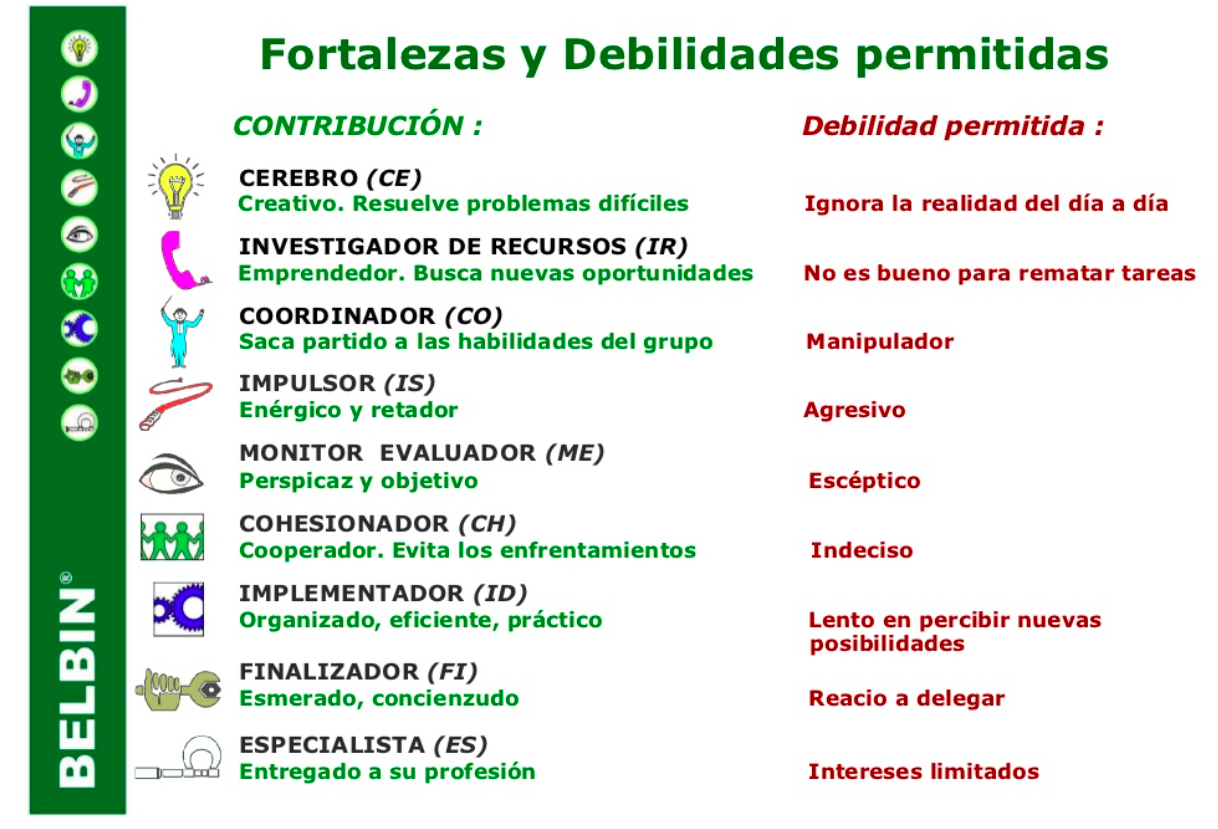 Fortalezas y Debilidades permitidas
CONTRIBUCIÓN :
Debilidad permitida :
CEREBRO (CE)
Creativo. Resuelve problemas difíciles
Ignora la realidad del día a día
INVESTIGADOR DE RECURSOS (IR)
Emprendedor. Busca nuevas oportunidades
No es bueno para rematar tareas
COORDINADOR (CO)
Saca partido a las habilidades del grupo
Manipulador
IMPULSOR (IS)
Enérgico y retador
Agresivo
MONITOR EVALUADOR (ME)
Perspicaz y objetivo
Escéptico
COHESIONADOR (CH)
Cooperador. Evita los enfrentamientos
Indeciso
IMPLEMENTADOR (ID)
Organizado, eficiente, práctico
Lento en percibir nuevas
posibilidades
FINALIZADOR (FI)
Esmerado, concienzudo
Reacio a delegar
ESPECIALISTA (ES)
Entregado a su profesión
Intereses limitados
BELBIN®